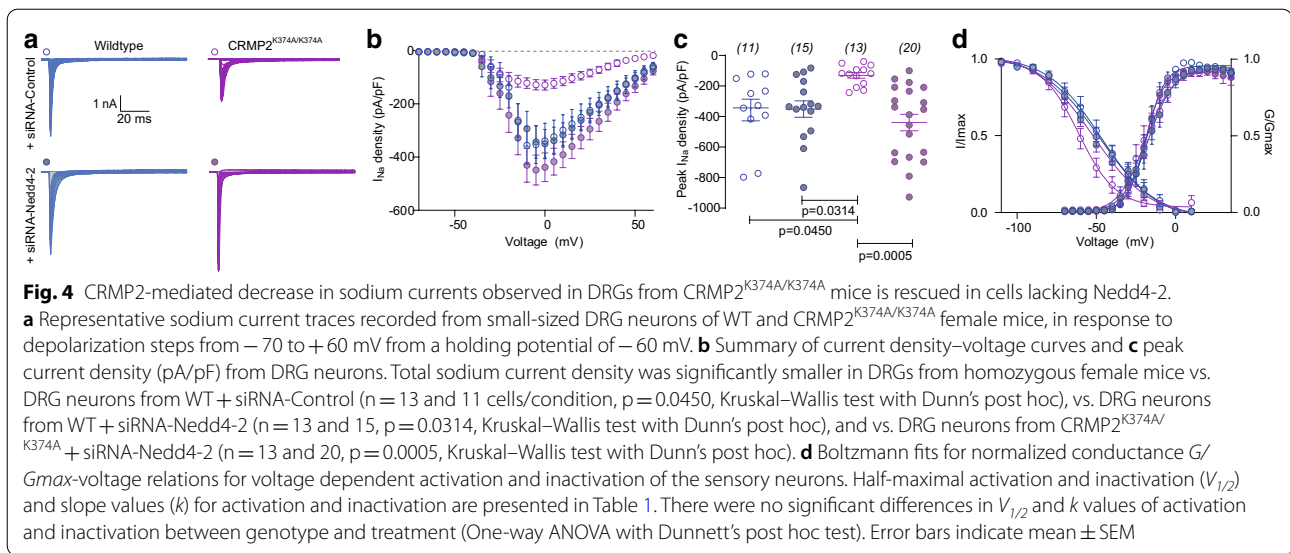 a
b
c
d
Wildtype
CRMP2K374A/K374A
+ siRNA-Control
1 nA
20 ms
+ siRNA-Nedd4-2
0
-200
-400
-600
INa density (pA/pF)
-50
0
50
Voltage (mV)
(11)
(15)
(13)
(20)
0
-200
-400
-600
-800
-1000
Peak INa density (pA/pF)
p=0.0314
p=0.0450
p=0.0005
1.0
0.5
0.0
I/Imax
1.0
0.5
0.0
G/Gmax
-100
-50
0
Voltage (mV)
Fig. 4 CRMP2-mediated decrease in sodium currents observed in DRGs from CRMP2K374A/K374A mice is rescued in cells lacking Nedd4-2.
a Representative sodium current traces recorded from small-sized DRG neurons of WT and CRMP2K374A/K374A female mice, in response to
depolarization steps from − 70 to + 60 mV from a holding potential of − 60 mV. b Summary of current density–voltage curves and c peak
current density (pA/pF) from DRG neurons. Total sodium current density was significantly smaller in DRGs from homozygous female mice vs.
DRG neurons from WT + siRNA-Control (n = 13 and 11 cells/condition, p = 0.0450, Kruskal–Wallis test with Dunn's post hoc), vs. DRG neurons
from WT + siRNA-Nedd4-2 (n = 13 and 15, p = 0.0314, Kruskal–Wallis test with Dunn's post hoc), and vs. DRG neurons from CRMP2K374A/
K374A + siRNA-Nedd4-2 (n = 13 and 20, p = 0.0005, Kruskal–Wallis test with Dunn's post hoc). d Boltzmann fits for normalized conductance G/
Gmax-voltage relations for voltage dependent activation and inactivation of the sensory neurons. Half-maximal activation and inactivation (V1/2)
and slope values (k) for activation and inactivation are presented in Table 1. There were no significant differences in V1/2 and k values of activation
and inactivation between genotype and treatment (One-way ANOVA with Dunnett's post hoc test). Error bars indicate mean ± SEM